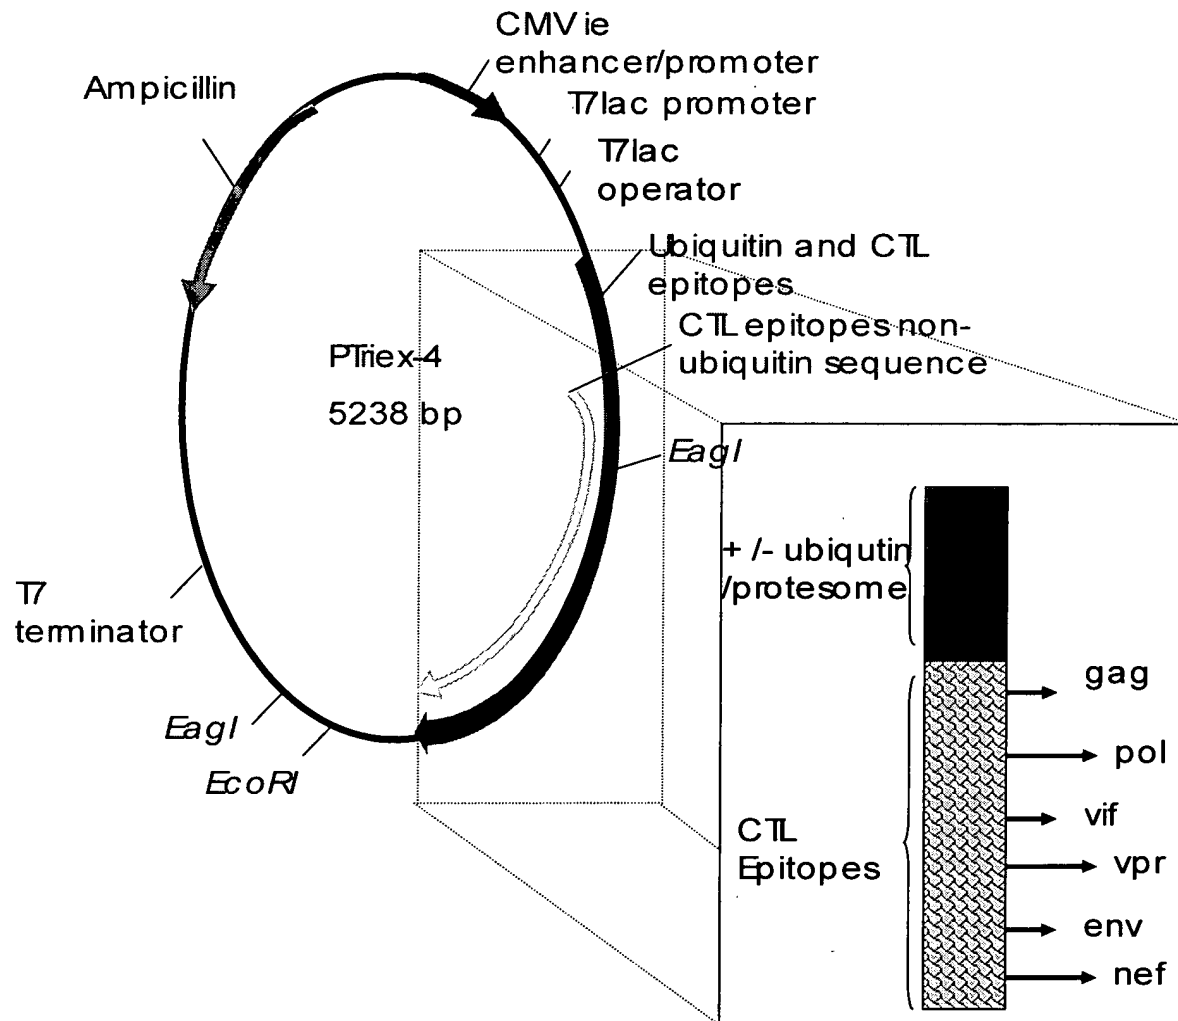 CMV ie
enhancer/promoter
Ampicillin
T7lac promoter
T7lac
operator
Ubiquitin and CTL
epitopes
CTL epitopes non-
ubiquitin sequence
PTriex-4
5238 bp
EagI
+ /- ubiqutin
/protesome
T7
terminator
gag
pol
EagI
EcoRI
vif
CTL
Epitopes
vpr
env
nef